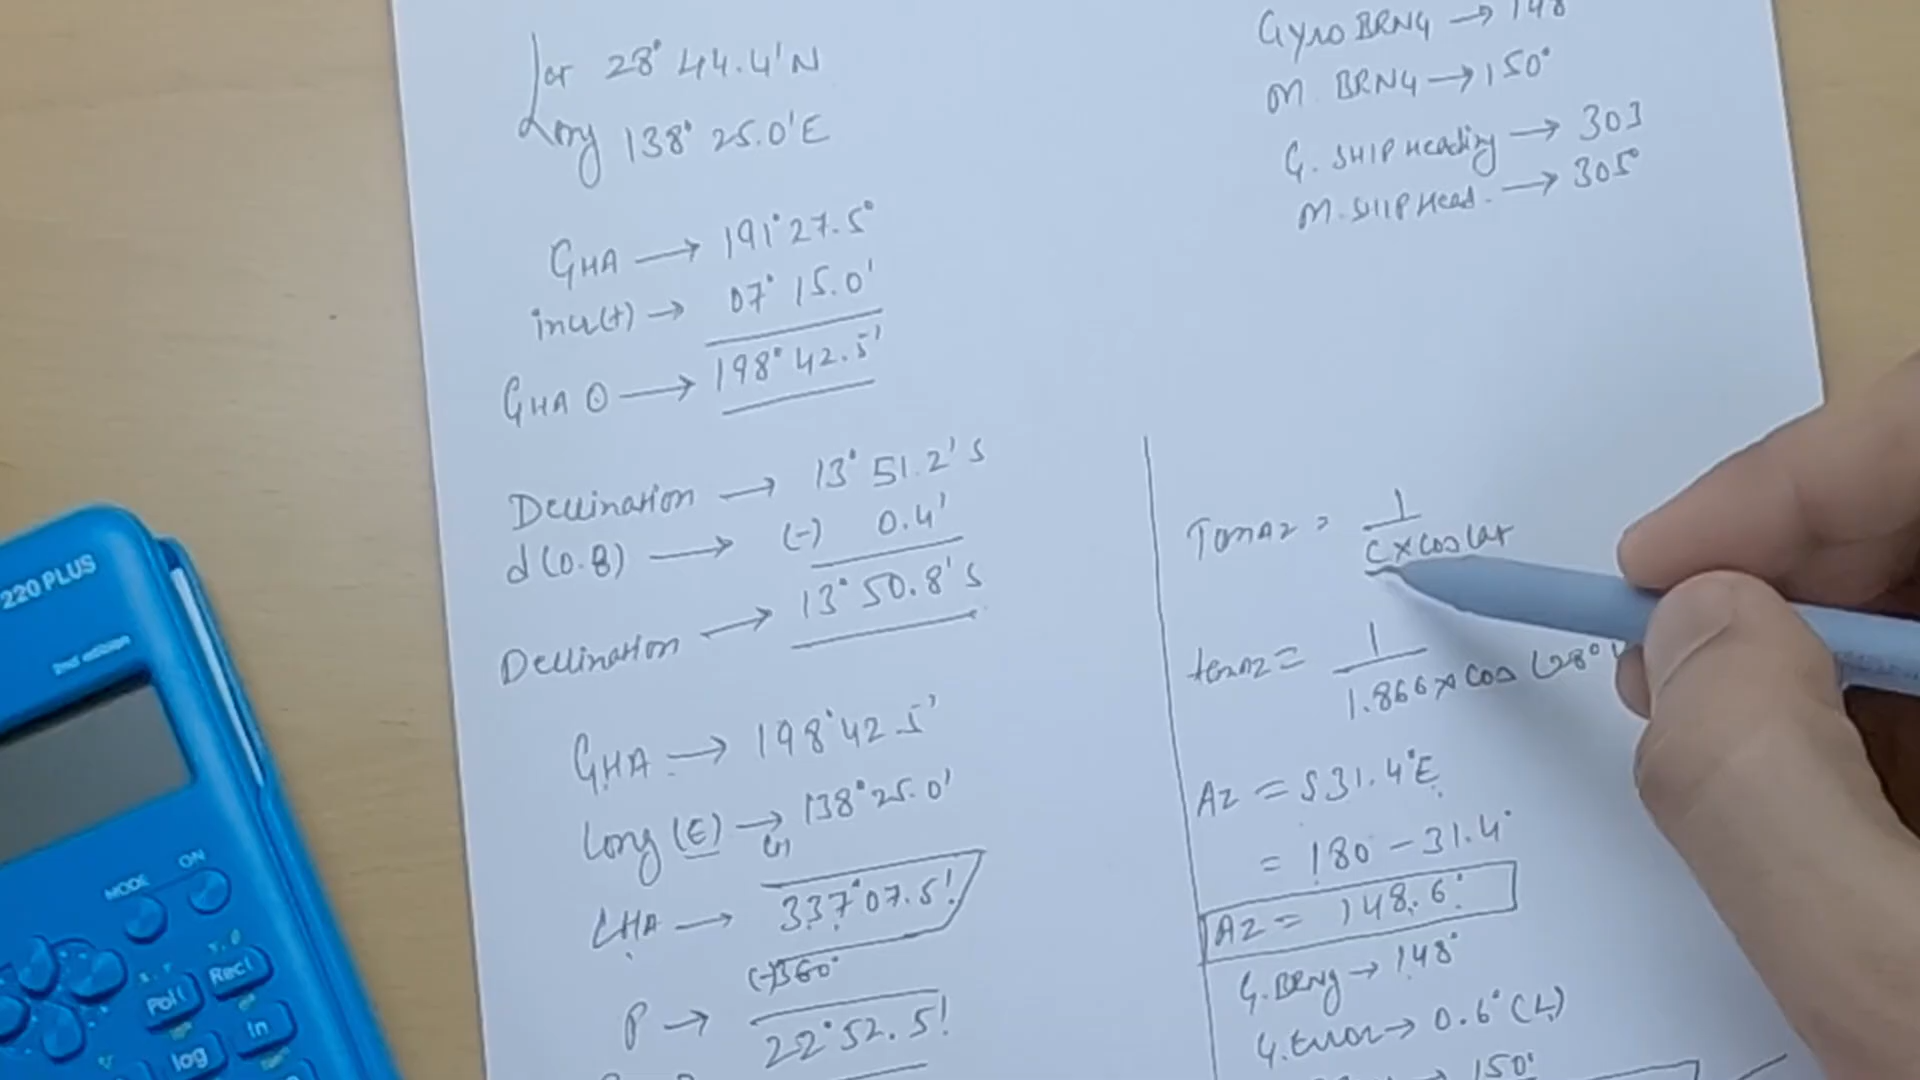 Lat 28° 44.4' N
Long 138° 25.0' E
GHA → 191° 27.5°
incr(+) → 07° 15.0'
GHA ⊙ → 198° 42.5'
Declination → 13° 51.2' S
d (0.8) → (-) 0.4'
Declination → 13° 50.8' S
GHA → 198° 42.5'
Long (E) → 138° 25.0'
(+)
LHA → 337° 07.5'
(-)360°
P → 22° 52.5'
Gyro BRNG → 148
M. BRNG → 150°
G. SHIP Heading → 303
M. SHIP Head. → 305°
Tan Az = 1
C × cos Lat
tan Az = 1
1.866 × cos (28°
Az = S 31.4° E
= 180 - 31.4°
Az = 148.6°
G. BRNG → 148°
G. Error → 0.6° (L)
→ 150°
220 PLUS
2nd edition
MODE
ON
Pol(
Rec(
x, r
Y, θ
log
ln